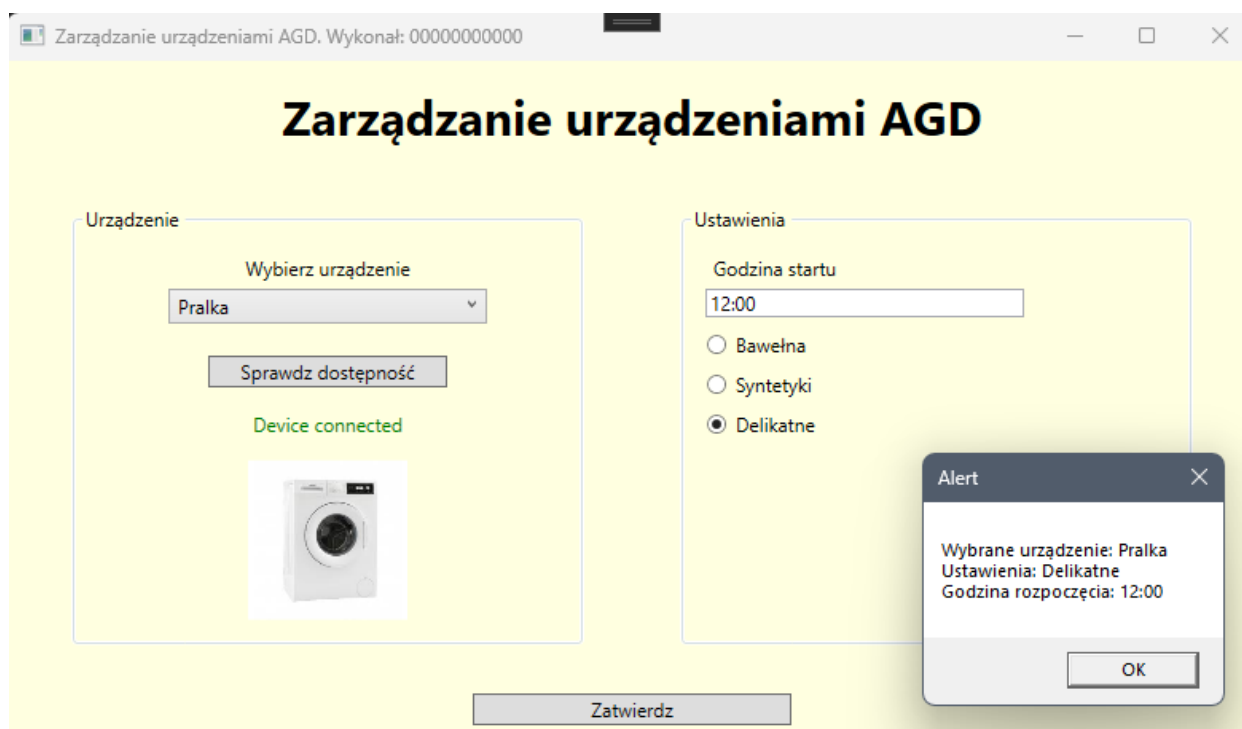 Zarządzanie urządzeniami AGD. Wykonał: 00000000000
Zarządzanie urządzeniami AGD
Urządzenie
Wybierz urządzenie
Pralka
Sprawdz dostępność
Device connected
Ustawienia
Godzina startu
12:00
Bawełna
Syntetyki
Delikatne
Alert
Wybrane urządzenie: Pralka
Ustawienia: Delikatne
Godzina rozpoczęcia: 12:00
OK
Zatwierdz